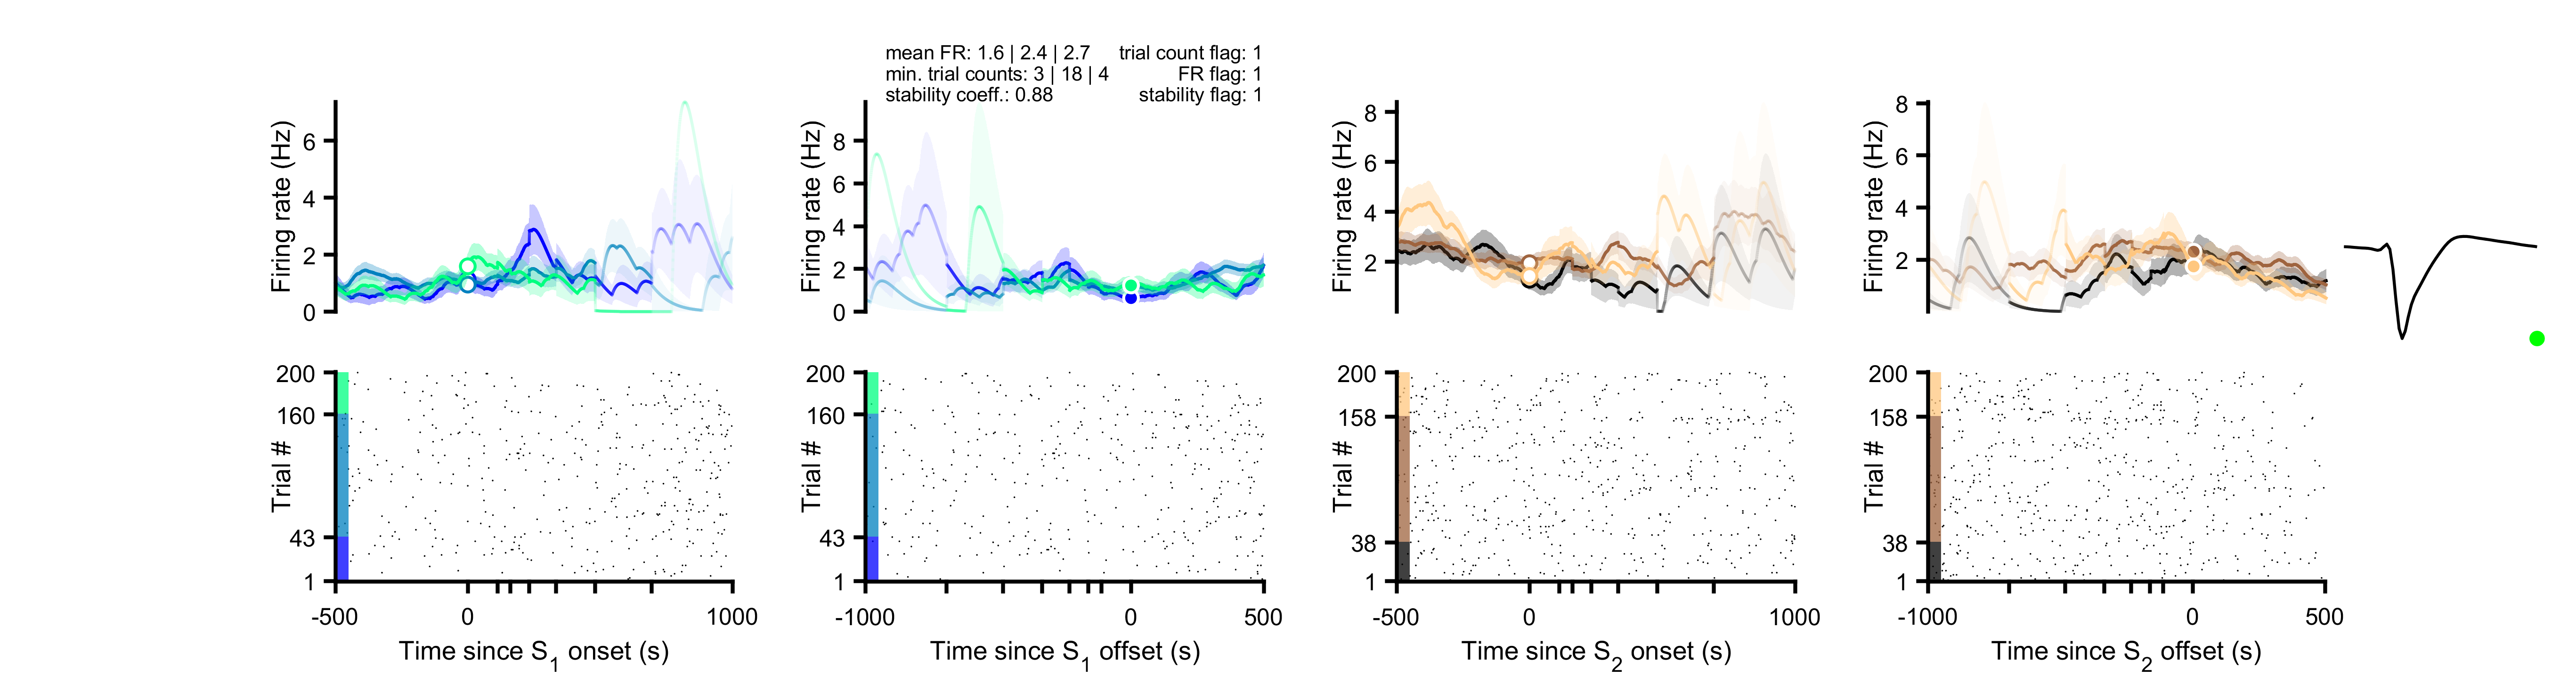 mean FR: 1.6 | 2.4 | 2.7 trial count flag: 1
min. trial counts: 3 | 18 | 4 FR flag: 1
stability coeff.: 0.88 stability flag: 1
Firing rate (Hz)
6
4
2
0
Firing rate (Hz)
8
6
4
2
0
Firing rate (Hz)
8
6
4
2
Firing rate (Hz)
8
6
4
2
Trial #
200
160
43
1
-500 0 1000
Time since S1 onset (s)
Trial #
200
160
43
1
-1000 0 500
Time since S1 offset (s)
Trial #
200
158
38
1
-500 0 1000
Time since S2 onset (s)
Trial #
200
158
38
1
-1000 0 500
Time since S2 offset (s)